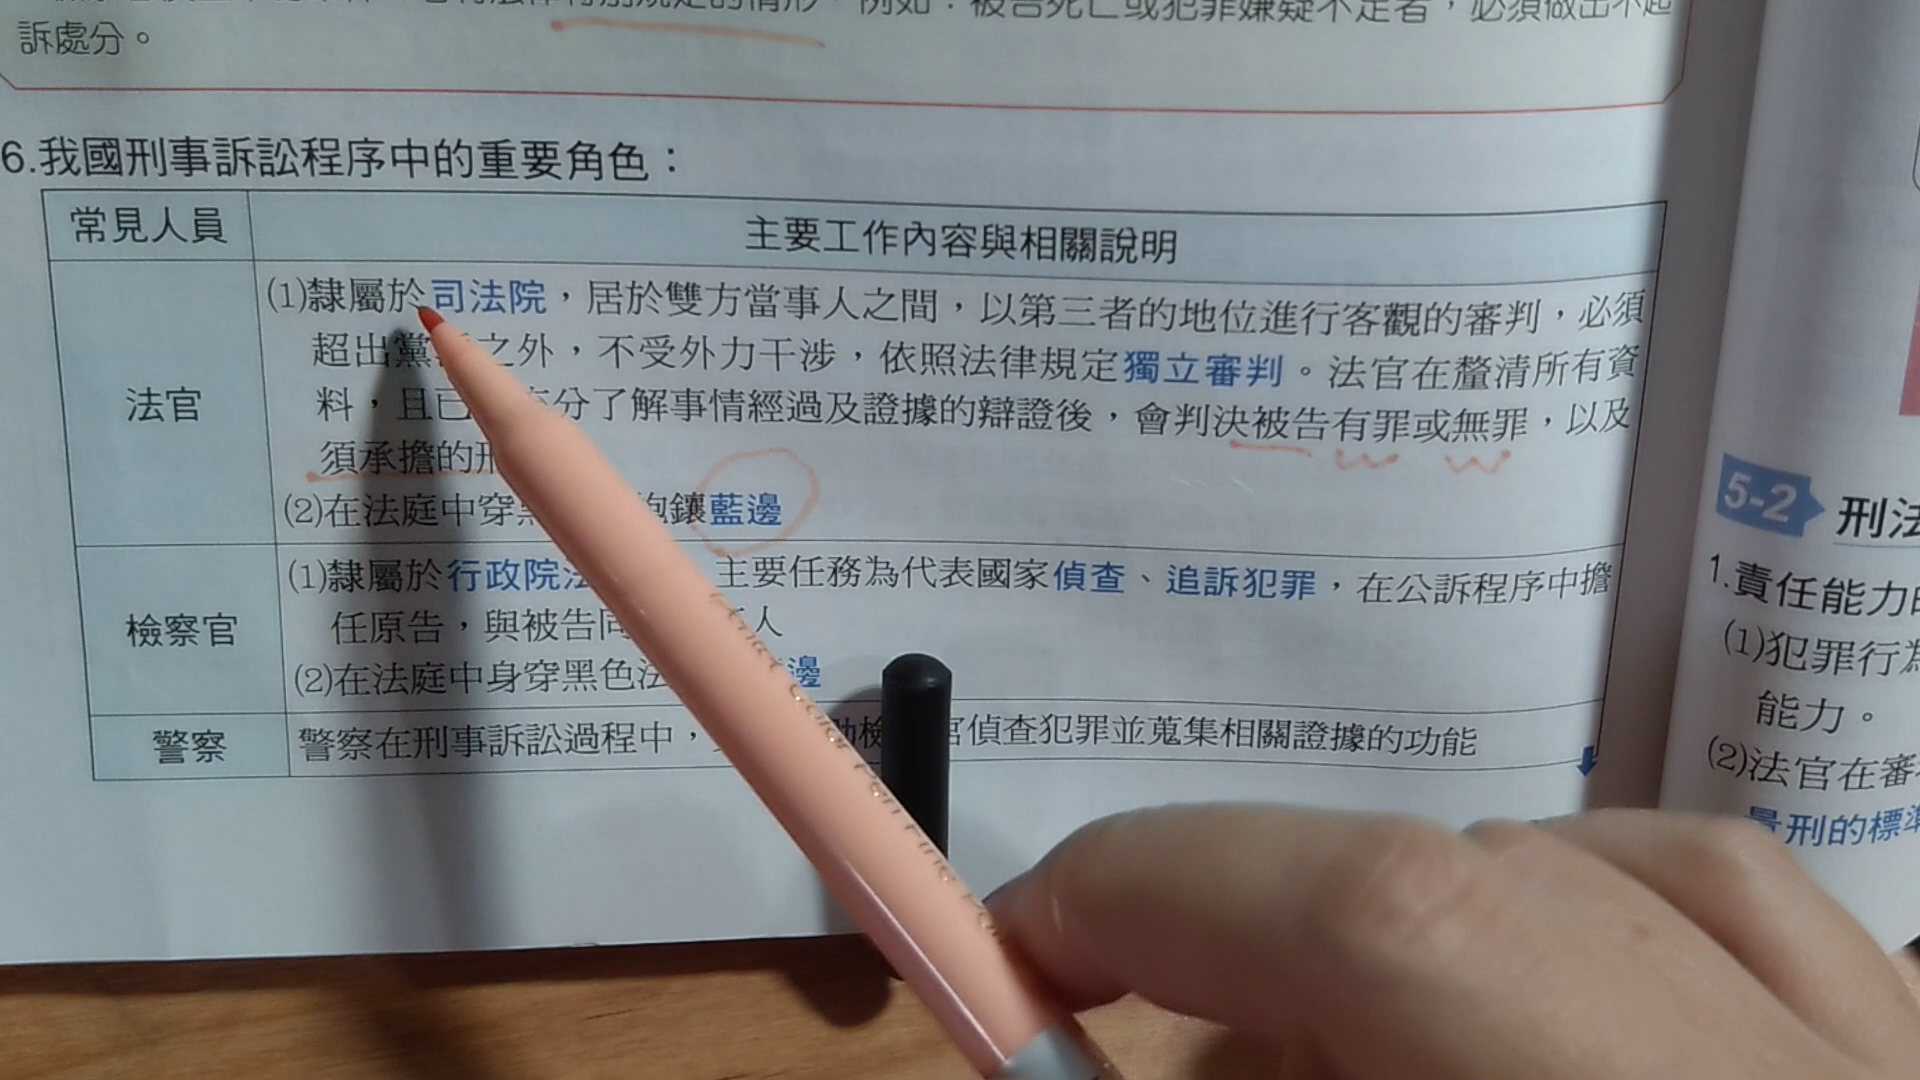 訴處分。
6.我國刑事訴訟程序中的重要角色：
常見人員
主要工作內容與相關說明
法官
(1)隸屬於司法院，居於雙方當事人之間，以第三者的地位進行客觀的審判，必須
超出黨 之外，不受外力干涉，依照法律規定獨立審判。法官在釐清所有資
料，且已 分了解事情經過及證據的辯證後，會判決被告有罪或無罪，以及
須承擔的
(2)在法庭中穿 袍鑲藍邊
檢察官
(1)隸屬於行政院 主要任務為代表國家偵查、追訴犯罪，在公訴程序中擔
任原告，與被告同 人
(2)在法庭中身穿黑色法 邊
警察
警察在刑事訴訟過程中， 偵查犯罪並蒐集相關證據的功能
5-2 刑法
1.責任能力
(1)犯罪行
能力。
(2)法官在審
量刑的標準